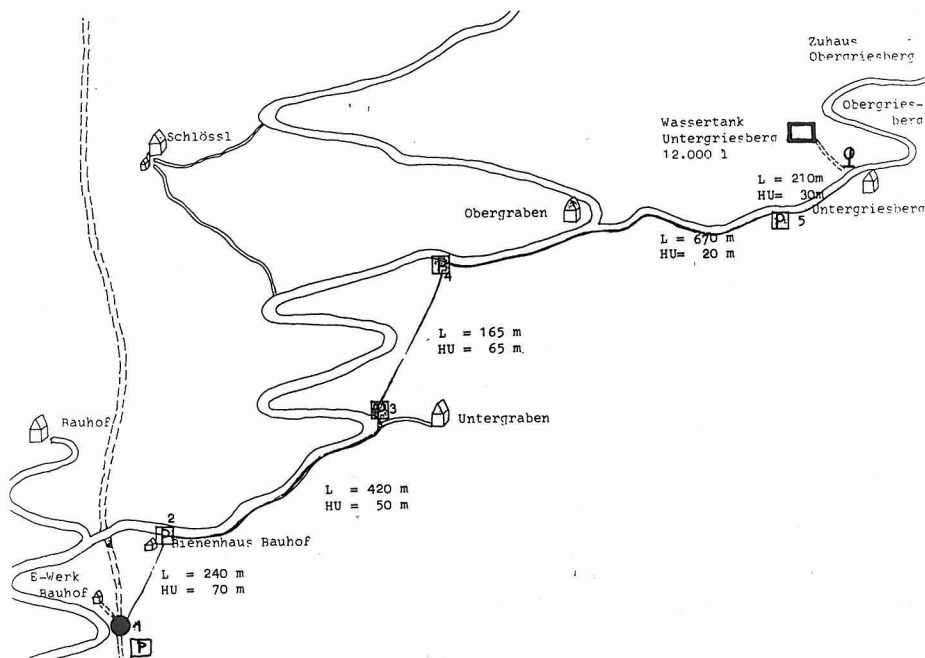 Zuhaus
Obergriesberg
Obergries-
berg
Schlössl
Wassertank
Untergriesberg
12.000 l
L = 210m
HU= 30m
Untergriesberg
5
Obergraben
L = 670 m
HU= 20 m
4
L = 165 m
HU = 65 m.
3
Untergraben
Bauhof
L = 420 m
HU = 50 m
2
Bienenhaus Bauhof
E-Werk
Bauhof
L = 240 m
HU = 70 m
1
P